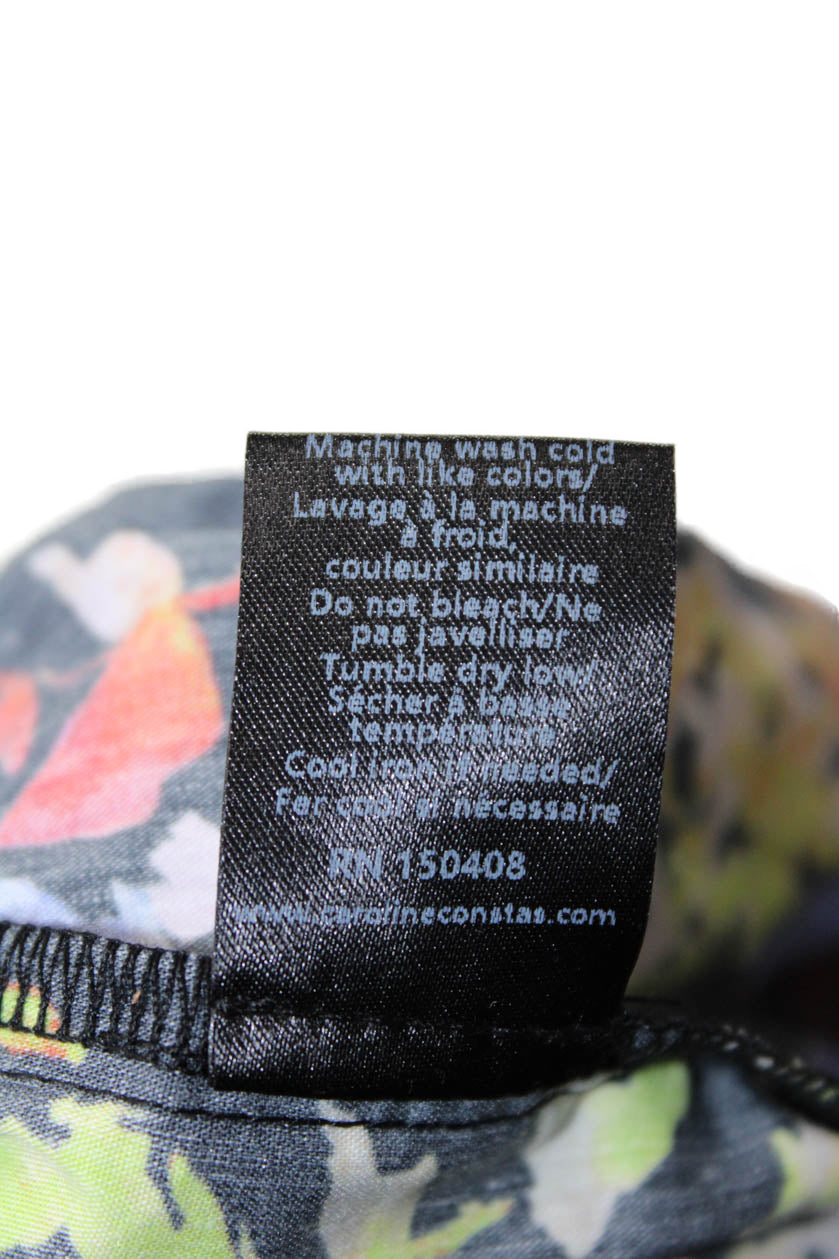 Machine wash cold
with like colors/
Lavage à la machine
à froid,
couleur similaire
Do not bleach/Ne
pas javelliser
Tumble dry low/
Sécher à basse
température
Cool iron if needed/
Fer cool si nécessaire
RN 150408
www.carolineconstas.com